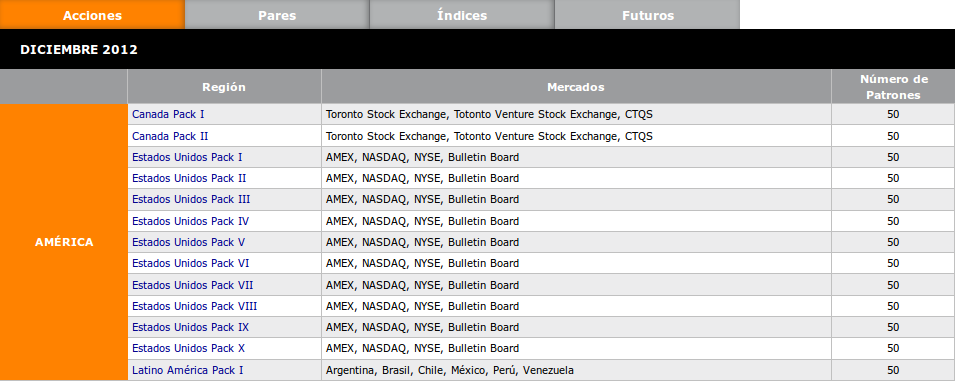 Acciones Pares Índices Futuros
DICIEMBRE 2012
Región Mercados Número de Patrones
AMÉRICA
Canada Pack I Toronto Stock Exchange, Totonto Venture Stock Exchange, CTQS 50
Canada Pack II Toronto Stock Exchange, Totonto Venture Stock Exchange, CTQS 50
Estados Unidos Pack I AMEX, NASDAQ, NYSE, Bulletin Board 50
Estados Unidos Pack II AMEX, NASDAQ, NYSE, Bulletin Board 50
Estados Unidos Pack III AMEX, NASDAQ, NYSE, Bulletin Board 50
Estados Unidos Pack IV AMEX, NASDAQ, NYSE, Bulletin Board 50
Estados Unidos Pack V AMEX, NASDAQ, NYSE, Bulletin Board 50
Estados Unidos Pack VI AMEX, NASDAQ, NYSE, Bulletin Board 50
Estados Unidos Pack VII AMEX, NASDAQ, NYSE, Bulletin Board 50
Estados Unidos Pack VIII AMEX, NASDAQ, NYSE, Bulletin Board 50
Estados Unidos Pack IX AMEX, NASDAQ, NYSE, Bulletin Board 50
Estados Unidos Pack X AMEX, NASDAQ, NYSE, Bulletin Board 50
Latino América Pack I Argentina, Brasil, Chile, México, Perú, Venezuela 50